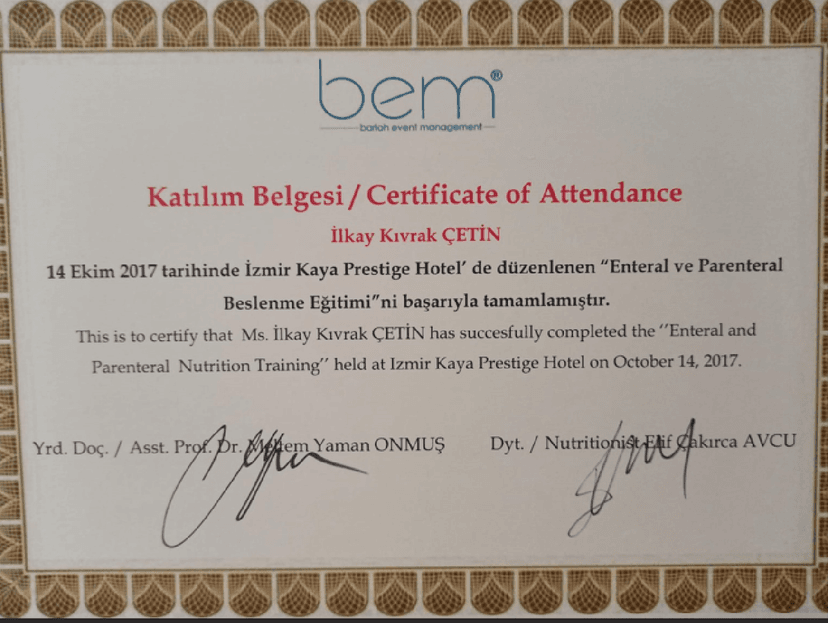 bem®
bariah event management
Katılım Belgesi / Certificate of Attendance
İlkay Kıvrak ÇETİN
14 Ekim 2017 tarihinde İzmir Kaya Prestige Hotel' de düzenlenen "Enteral ve Parenteral
Beslenme Eğitimi"ni başarıyla tamamlamıştır.
This is to certify that Ms. İlkay Kıvrak ÇETİN has succesfully completed the ''Enteral and
Parenteral Nutrition Training'' held at Izmir Kaya Prestige Hotel on October 14, 2017.
Yrd. Doç. / Asst. Prof. Dr. Meltem Yaman ONMUŞ
Dyt. / Nutritionist Elif Çakırca AVCU